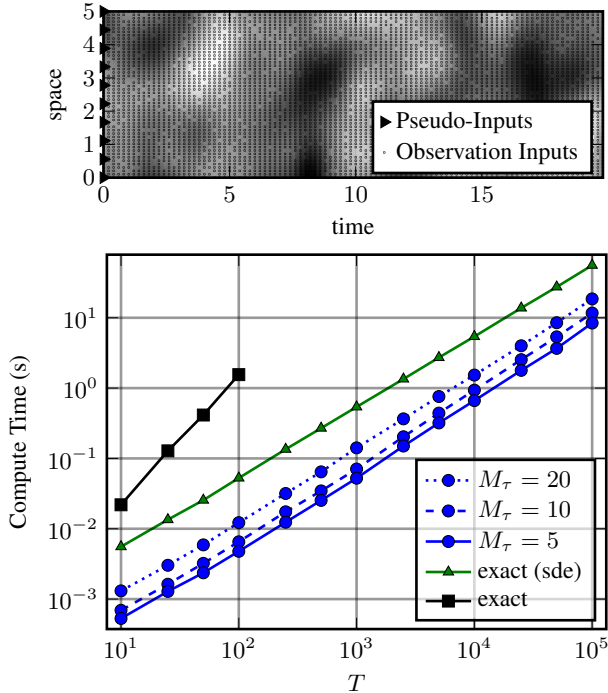 5
4
3
2
1
0
space
Pseudo-Inputs
Observation Inputs
0 5 10 15
time
10^1
10^0
10^-1
10^-2
10^-3
Compute Time (s)
M_τ = 20
M_τ = 10
M_τ = 5
exact (sde)
exact
10^1 10^2 10^3 10^4 10^5
T